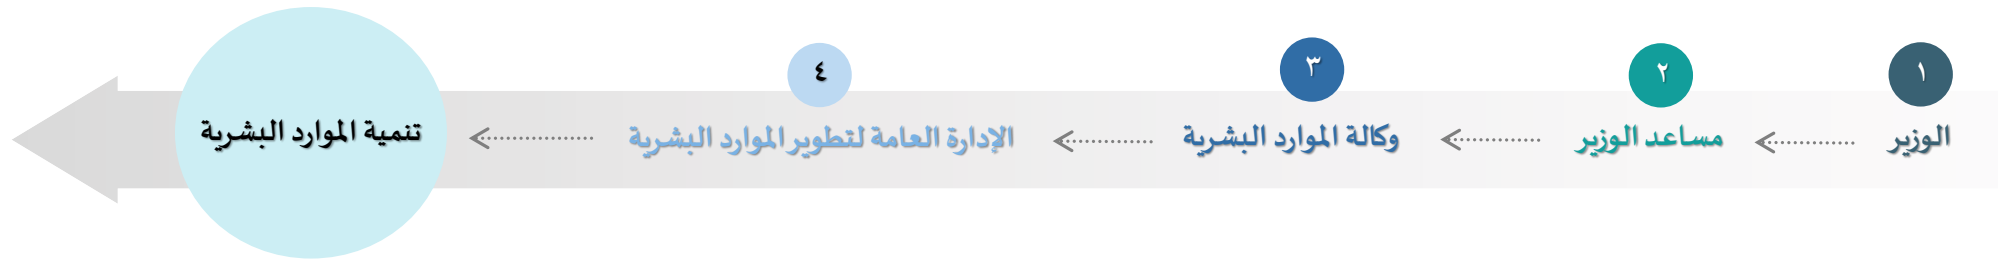 ١
الوزير
٢
مساعد الوزير
٣
وكالة الموارد البشرية
٤
الإدارة العامة لتطوير الموارد البشرية
تنمية الموارد البشرية